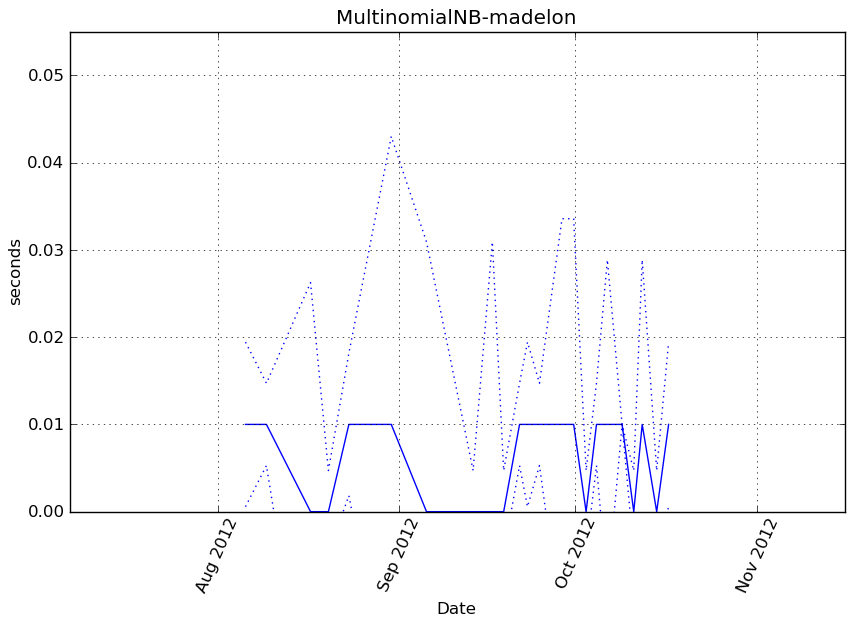 MultinomialNB-madelon
0.05
0.04
0.03
0.02
0.01
0.00
seconds
Aug 2012
Sep 2012
Oct 2012
Nov 2012
Date